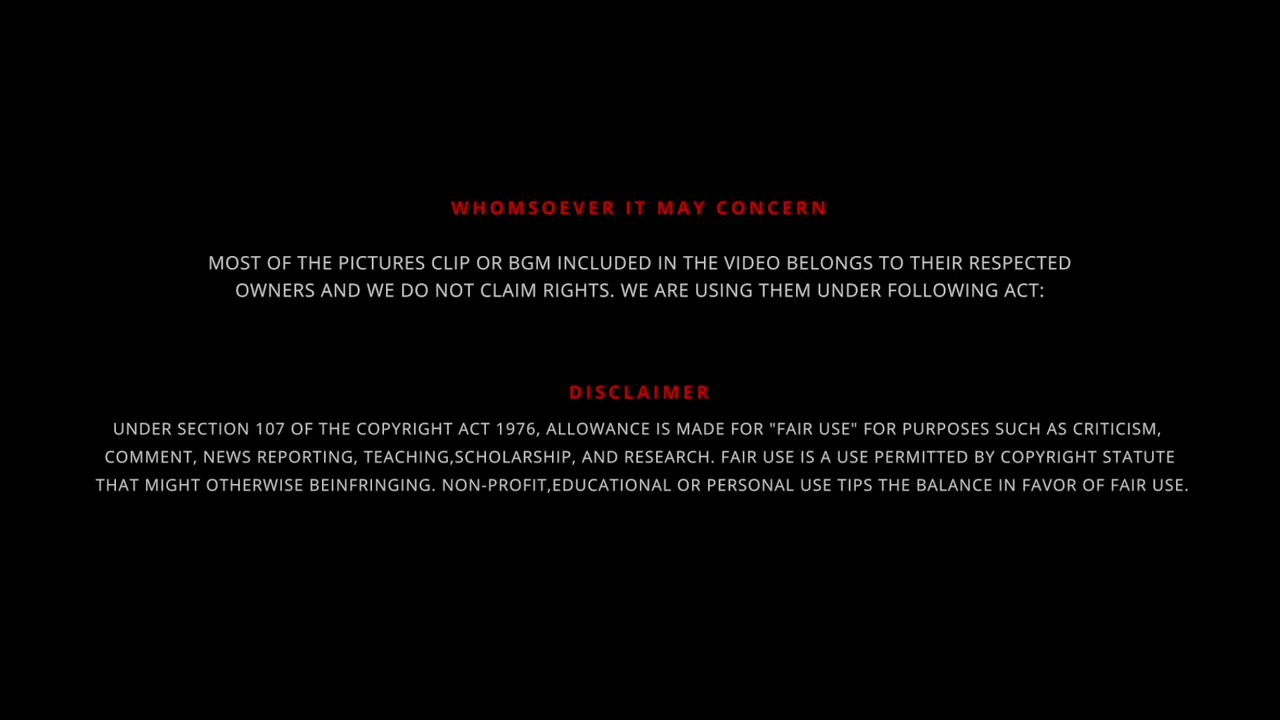 WHOMSOEVER IT MAY CONCERN
MOST OF THE PICTURES CLIP OR BGM INCLUDED IN THE VIDEO BELONGS TO THEIR RESPECTED
OWNERS AND WE DO NOT CLAIM RIGHTS. WE ARE USING THEM UNDER FOLLOWING ACT:
DISCLAIMER
UNDER SECTION 107 OF THE COPYRIGHT ACT 1976, ALLOWANCE IS MADE FOR "FAIR USE" FOR PURPOSES SUCH AS CRITICISM,
COMMENT, NEWS REPORTING, TEACHING,SCHOLARSHIP, AND RESEARCH. FAIR USE IS A USE PERMITTED BY COPYRIGHT STATUTE
THAT MIGHT OTHERWISE BEINFRINGING. NON-PROFIT,EDUCATIONAL OR PERSONAL USE TIPS THE BALANCE IN FAVOR OF FAIR USE.